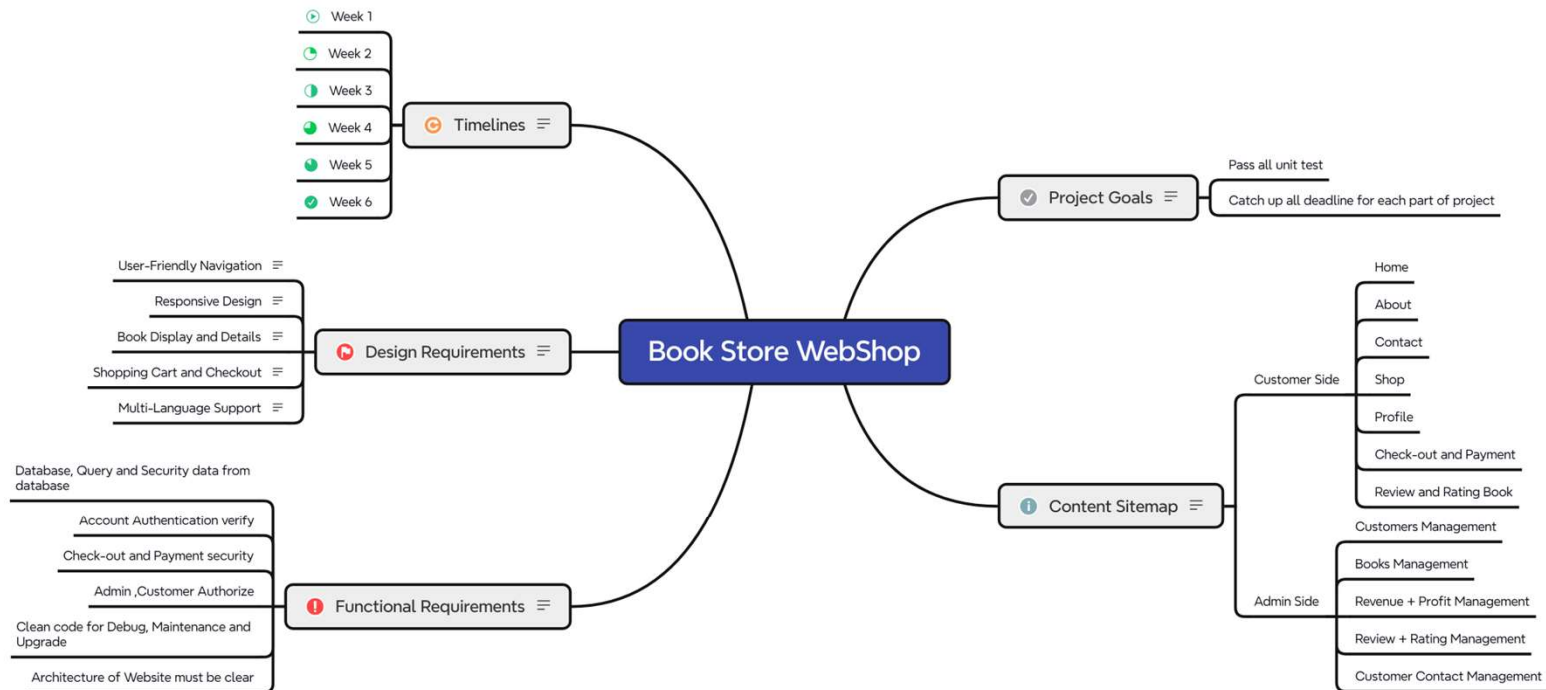 Week 1
Week 2
Week 3
Week 4
Week 5
Week 6
Timelines
User-Friendly Navigation
Responsive Design
Book Display and Details
Shopping Cart and Checkout
Multi-Language Support
Design Requirements
Database, Query and Security data from
database
Account Authentication verify
Check-out and Payment security
Admin ,Customer Authorize
Clean code for Debug, Maintenance and
Upgrade
Architecture of Website must be clear
Functional Requirements
Book Store WebShop
Project Goals
Pass all unit test
Catch up all deadline for each part of project
Content Sitemap
Customer Side
Home
About
Contact
Shop
Profile
Check-out and Payment
Review and Rating Book
Admin Side
Customers Management
Books Management
Revenue + Profit Management
Review + Rating Management
Customer Contact Management